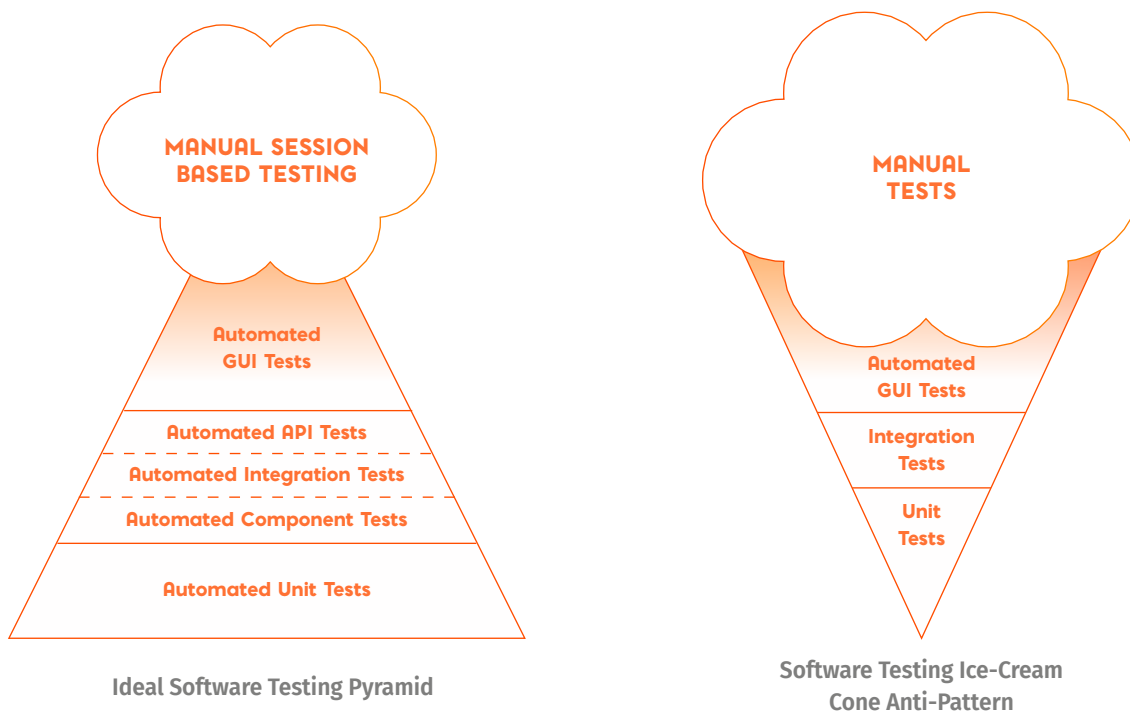 MANUAL SESSION
BASED TESTING
Automated
GUI Tests
Automated API Tests
Automated Integration Tests
Automated Component Tests
Automated Unit Tests
Ideal Software Testing Pyramid
MANUAL
TESTS
Automated
GUI Tests
Integration
Tests
Unit
Tests
Software Testing Ice-Cream
Cone Anti-Pattern